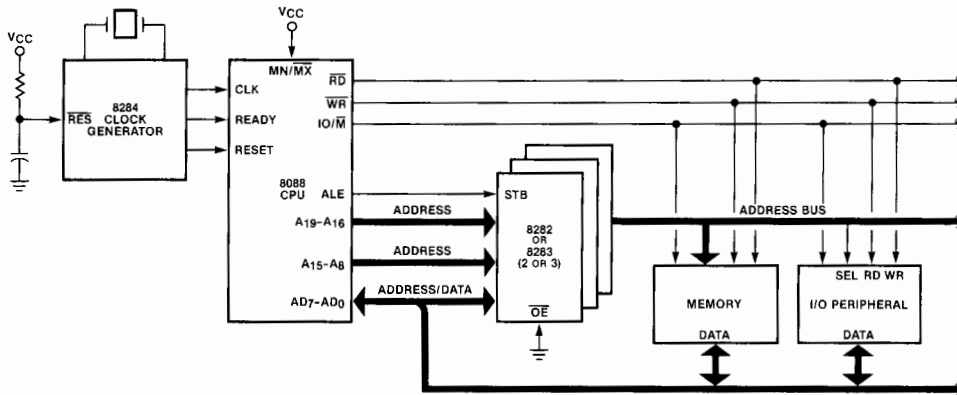 VCC
8284
CLOCK
GENERATOR
RES
VCC
MN/MX
CLK
READY
RESET
8088
CPU
ALE
A19-A16
A15-A8
AD7-AD0
RD
WR
IO/M
ADDRESS
ADDRESS
ADDRESS/DATA
STB
8282
OR
8283
(2 OR 3)
OE
ADDRESS BUS
MEMORY
DATA
SEL RD WR
I/O PERIPHERAL
DATA